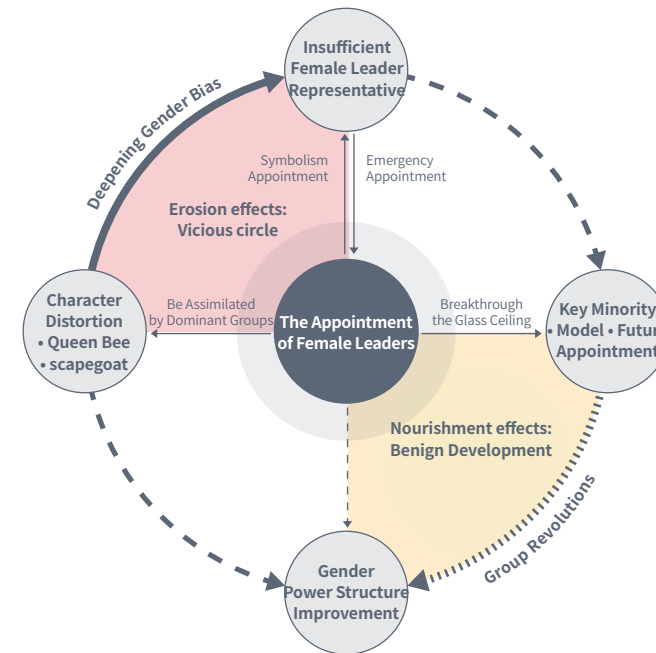 Insufficient
Female Leader
Representative
Deepening Gender Bias
Symbolism
Appointment
Emergency
Appointment
Erosion effects:
Vicious circle
Character
Distortion
• Queen Bee
• scapegoat
Be Assimilated
by Dominant Groups
The Appointment
of Female Leaders
Breakthrough
the Glass Ceiling
Key Minority
• Model •
Appointment
Nourishment effects:
Benign Development
Group Revolutions
Gender
Power Structure
Improvement